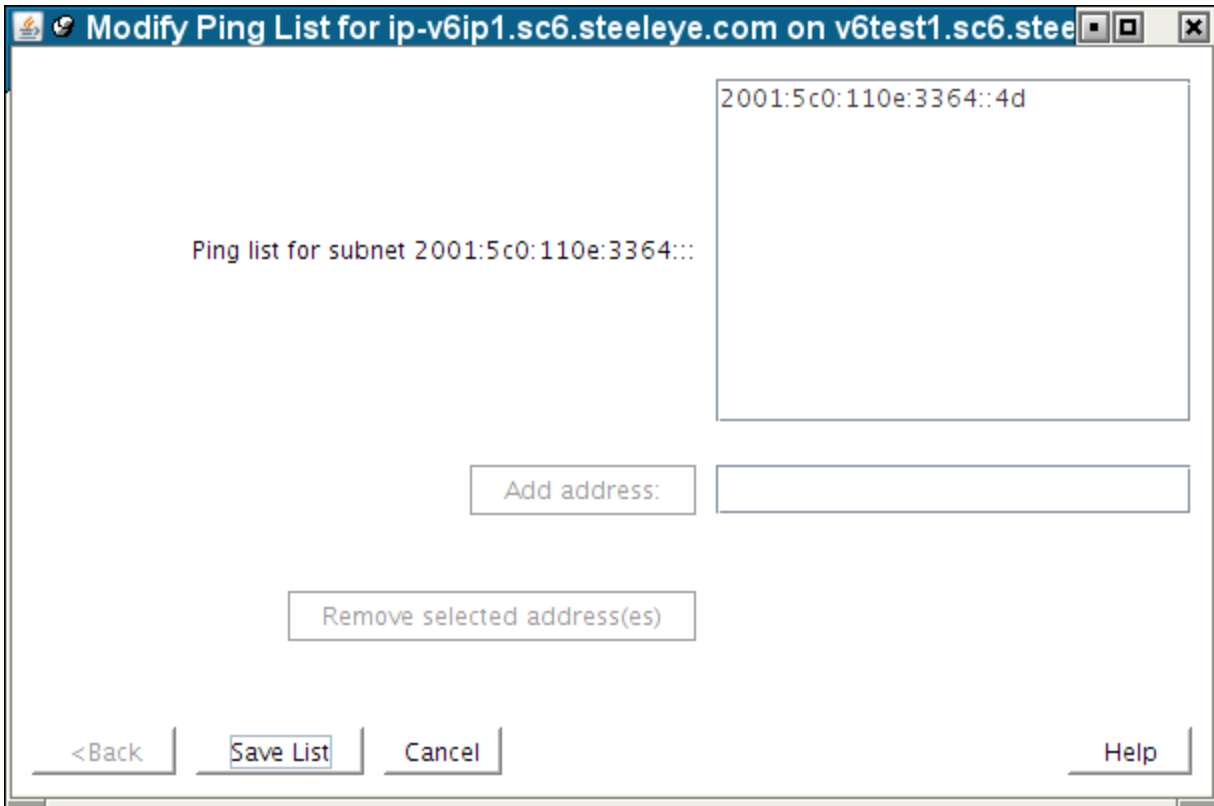 Modify Ping List for ip-v6ip1.sc6.steeleye.com on v6test1.sc6.stee
2001:5c0:110e:3364::4d
Ping list for subnet 2001:5c0:110e:3364:::
Add address:
Remove selected address(es)
<Back Save List Cancel Help